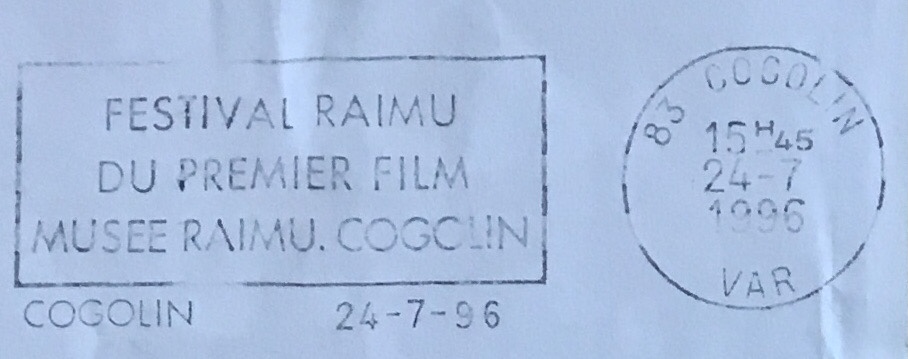 FESTIVAL RAIMU
DU PREMIER FILM
MUSEE RAIMU. COGOLIN
COGOLIN 24-7-96
83 COGOLIN
15H45
24-7
1996
VAR